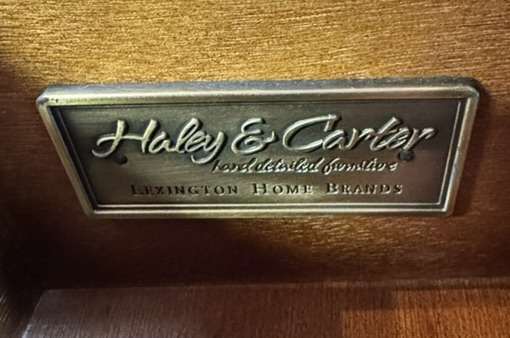 Haley & Carter
hand detailed furniture
LEXINGTON HOME BRANDS